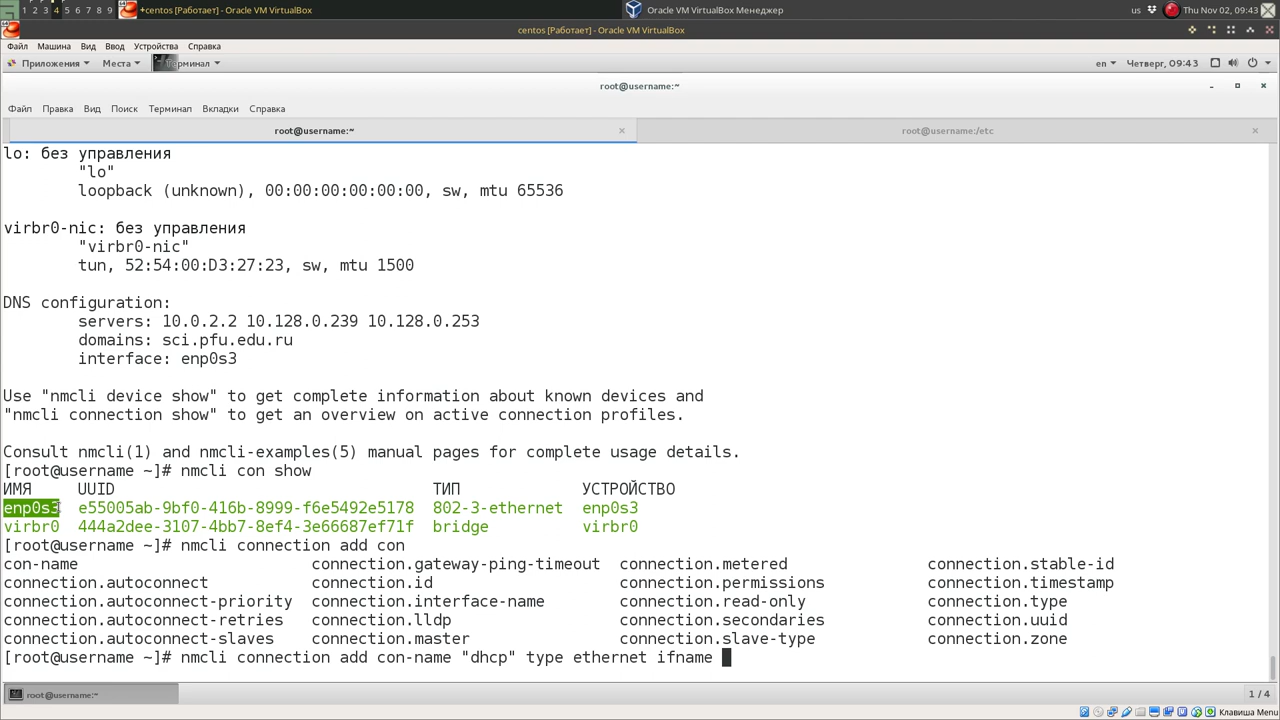 1 2 3 4 5 6 7 8 9
*centos [Работает] - Oracle VM VirtualBox
Oracle VM VirtualBox Менеджер
us
Thu Nov 02, 09:43
centos [Работает] - Oracle VM VirtualBox
Файл Машина Вид Ввод Устройства Справка
Приложения Места Терминал
en Четверг, 09:43
root@username:~
Файл Правка Вид Поиск Терминал Вкладки Справка
root@username:~ root@username:/etc
lo: без управления
"lo"
loopback (unknown), 00:00:00:00:00:00, sw, mtu 65536
virbr0-nic: без управления
"virbr0-nic"
tun, 52:54:00:D3:27:23, sw, mtu 1500
DNS configuration:
servers: 10.0.2.2 10.128.0.239 10.128.0.253
domains: sci.pfu.edu.ru
interface: enp0s3
Use "nmcli device show" to get complete information about known devices and
"nmcli connection show" to get an overview on active connection profiles.
Consult nmcli(1) and nmcli-examples(5) manual pages for complete usage details.
[root@username ~]# nmcli con show
ИМЯ UUID ТИП УСТРОЙСТВО
enp0s3 e55005ab-9bf0-416b-8999-f6e5492e5178 802-3-ethernet enp0s3
virbr0 444a2dee-3107-4bb7-8ef4-3e66687ef71f bridge virbr0
[root@username ~]# nmcli connection add con
con-name connection.gateway-ping-timeout connection.metered connection.stable-id
connection.autoconnect connection.id connection.permissions connection.timestamp
connection.autoconnect-priority connection.interface-name connection.read-only connection.type
connection.autoconnect-retries connection.lldp connection.secondaries connection.uuid
connection.autoconnect-slaves connection.master connection.slave-type connection.zone
[root@username ~]# nmcli connection add con-name "dhcp" type ethernet ifname
root@username:~
1 / 4
Клавиша Menu